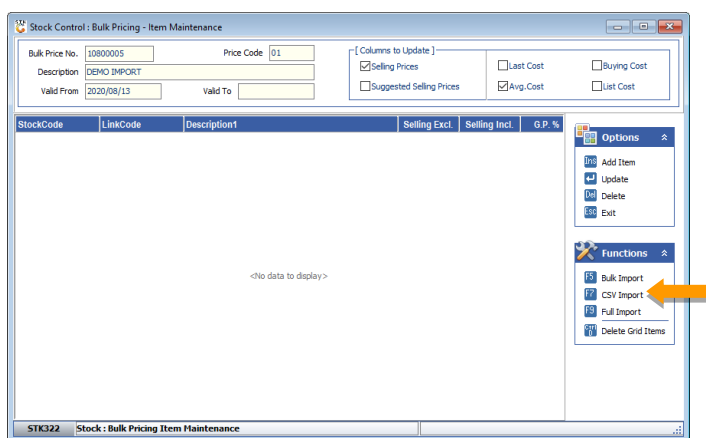 Stock Control : Bulk Pricing - Item Maintenance
Bulk Price No. 10800005 Price Code 01
Description DEMO IMPORT
Valid From 2020/08/13 Valid To
[ Columns to Update ]
Selling Prices Last Cost Buying Cost
Suggested Selling Prices Avg.Cost List Cost
StockCode LinkCode Description1 Selling Excl. Selling Incl. G.P. %
<No data to display>
Options
Ins Add Item
Update
Del Delete
Esc Exit
Functions
F5 Bulk Import
F7 CSV Import
F9 Full Import
Ctrl D Delete Grid Items
STK322 Stock : Bulk Pricing Item Maintenance